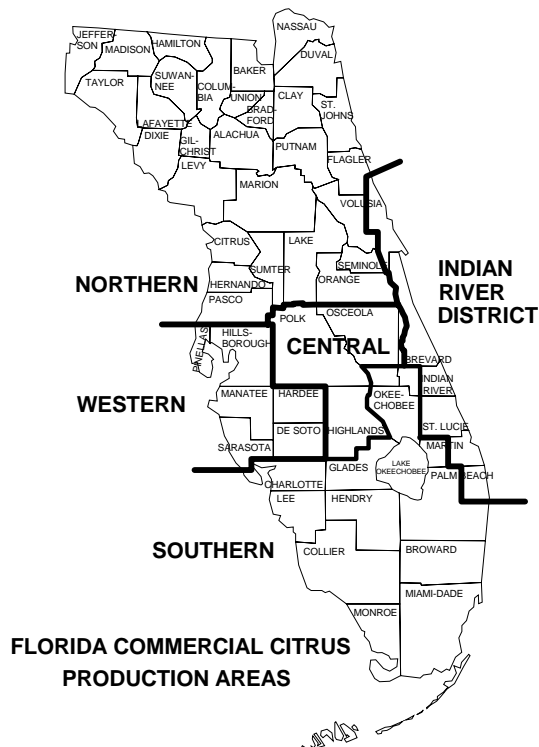 NASSAU
JEFFER-
SON
MADISON
HAMILTON
DUVAL
BAKER
TAYLOR
SUWAN-
NEE
COLUM-
BIA
UNION
CLAY
BRAD-
FORD
ST.
JOHNS
LAFAYETTE
DIXIE
GIL-
CHRIST
ALACHUA
PUTNAM
FLAGLER
LEVY
MARION
VOLUSIA
CITRUS
LAKE
SEMINOLE
SUMTER
ORANGE
HERNANDO
PASCO
NORTHERN
INDIAN
RIVER
DISTRICT
POLK
OSCEOLA
HILLS-
BOROUGH
PINELLAS
CENTRAL
BREVARD
INDIAN
RIVER
WESTERN
MANATEE
HARDEE
OKEE-
CHOBEE
DE SOTO
HIGHLANDS
ST. LUCIE
SARASOTA
MARTIN
GLADES
LAKE
OKEECHOBEE
PALM BEACH
CHARLOTTE
LEE
HENDRY
SOUTHERN
COLLIER
BROWARD
MIAMI-DADE
MONROE
FLORIDA COMMERCIAL CITRUS
PRODUCTION AREAS